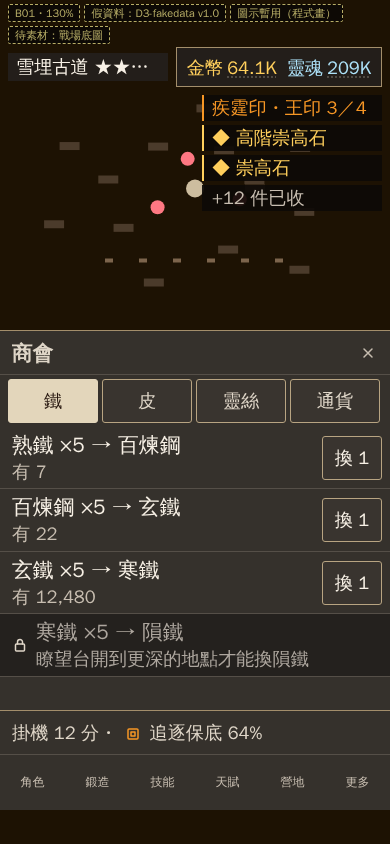 B01・130%
假資料：D3-fakedata v1.0
圖示暫用（程式畫）
待素材：戰場底圖
雪埋古道 ★★⋯
金幣 64.1K 靈魂 209K
疾霆印・王印 3／4
◆ 高階崇高石
◆ 崇高石
+12 件已收
商會 ×
鐵 皮 靈絲 通貨
熟鐵 ×5 → 百煉鋼
有 7
換 1
百煉鋼 ×5 → 玄鐵
有 22
換 1
玄鐵 ×5 → 寒鐵
有 12,480
換 1
寒鐵 ×5 → 隕鐵
瞭望台開到更深的地點才能換隕鐵
掛機 12 分・ 追逐保底 64%
角色 鍛造 技能 天賦 營地 更多